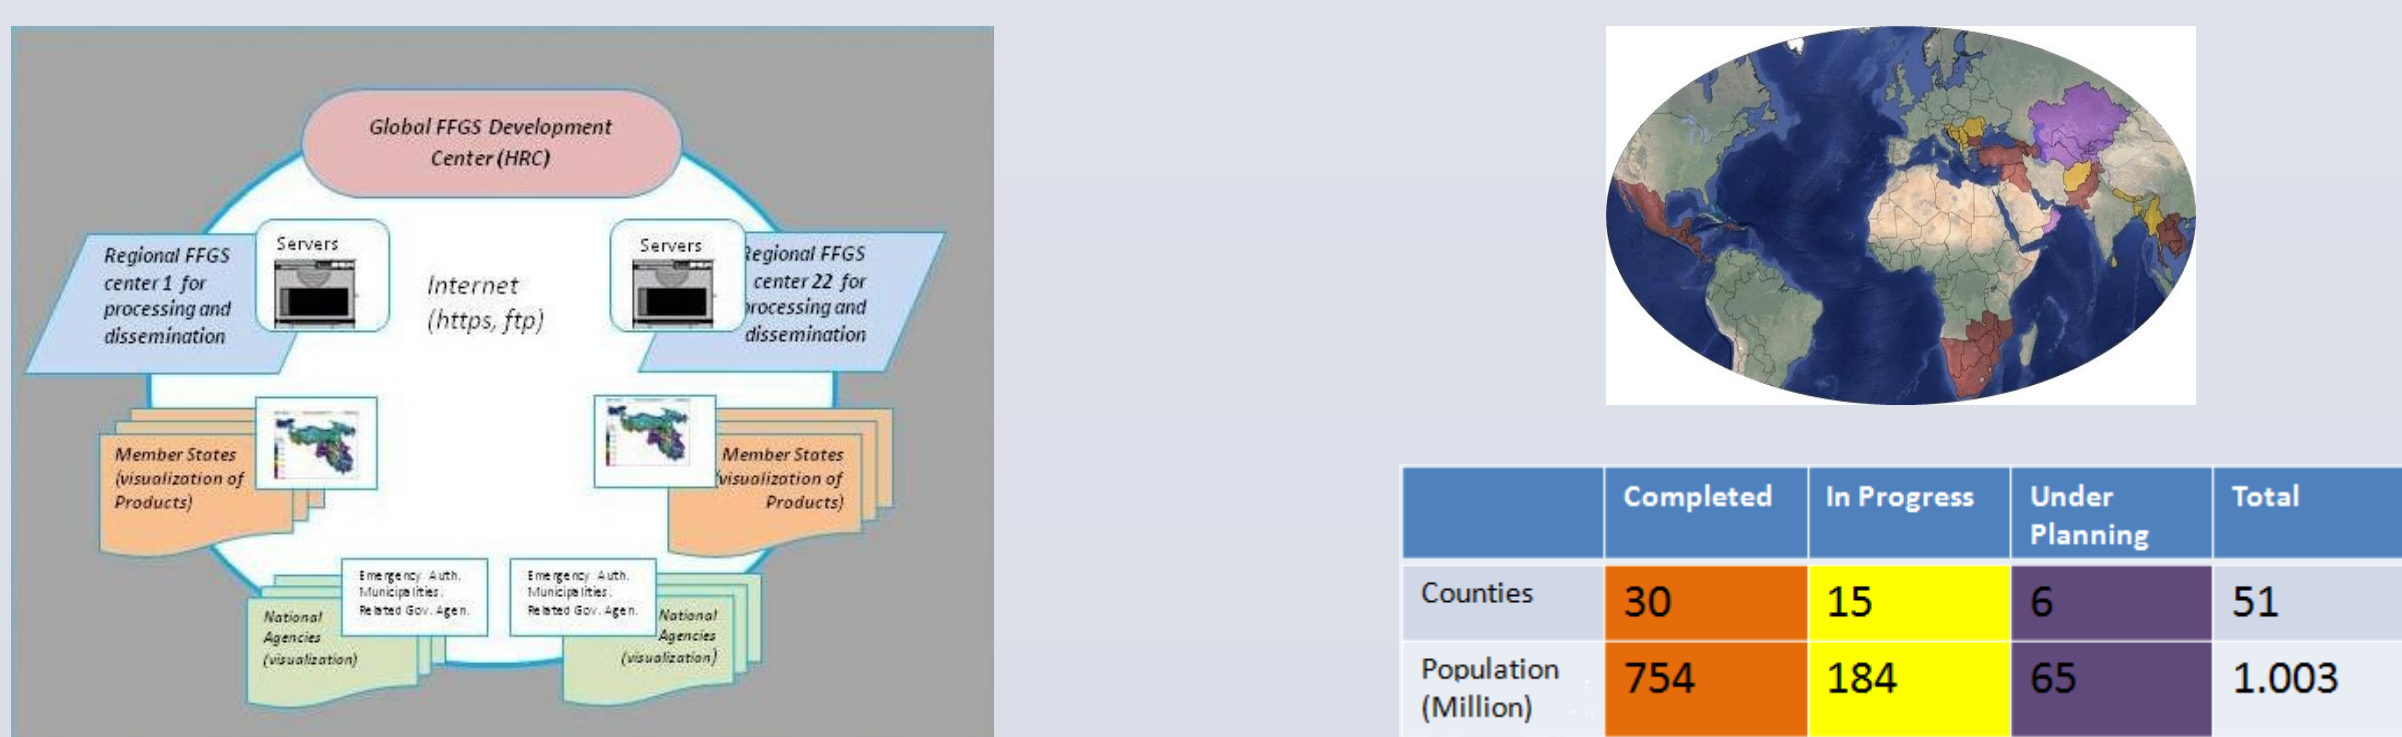 Global FFGS Development
Center (HRC)
Regional FFGS
center 1 for
processing and
dissemination
Servers
Internet
(https, ftp)
Servers
Regional FFGS
center 22 for
processing and
dissemination
Member States
(visualization of
Products)
Member States
(visualization of
Products)
Emergency Auth.
Municipalities.
Related Gov. Agen.
Emergency Auth.
Municipalities.
Related Gov. Agen.
National
Agencies
(visualization)
National
Agencies
(visualization)
Completed In Progress Under Planning Total
Counties 30 15 6 51
Population (Million) 754 184 65 1.003